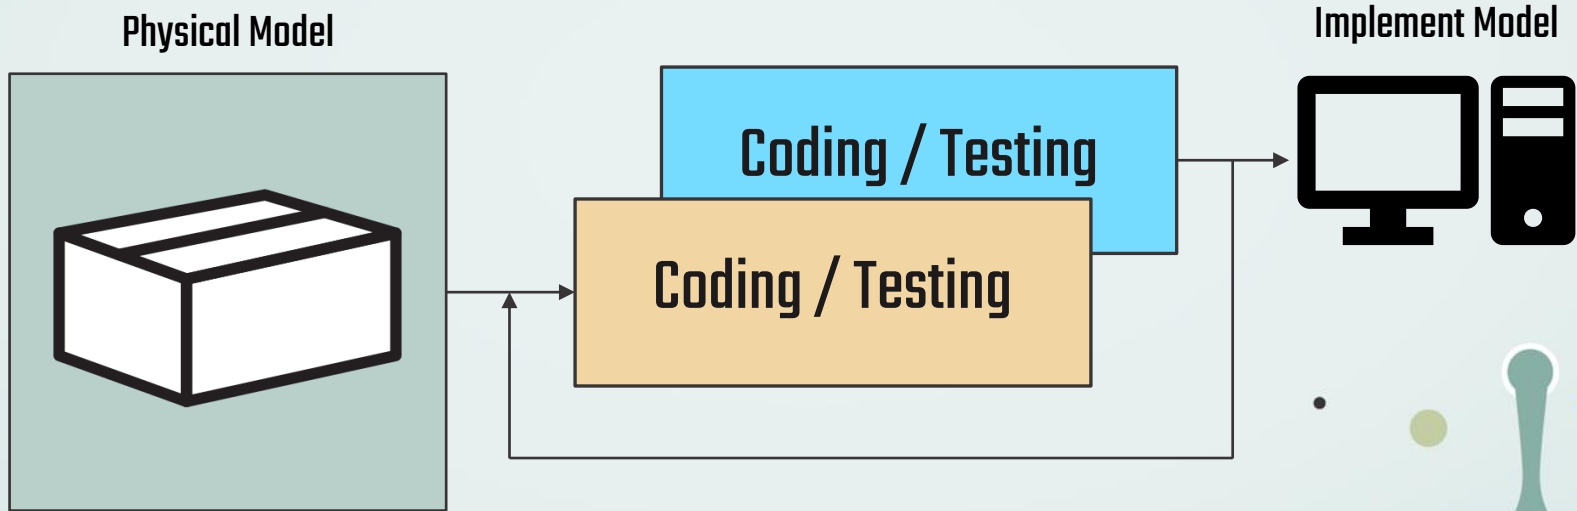 Physical Model
Implement Model
Coding / Testing
Coding / Testing